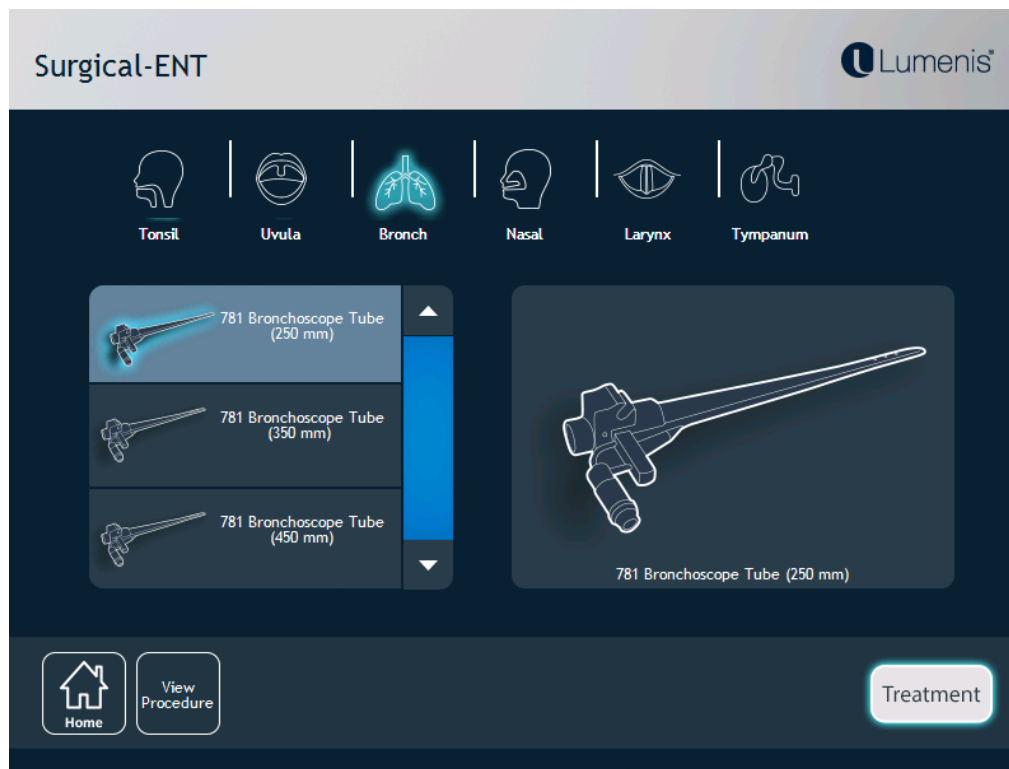 Surgical-ENT
Lumenis®
Tonsil
Uvula
Bronch
Nasal
Larynx
Tympanum
781 Bronchoscope Tube
(250 mm)
781 Bronchoscope Tube
(350 mm)
781 Bronchoscope Tube
(450 mm)
781 Bronchoscope Tube (250 mm)
Home
View
Procedure
Treatment